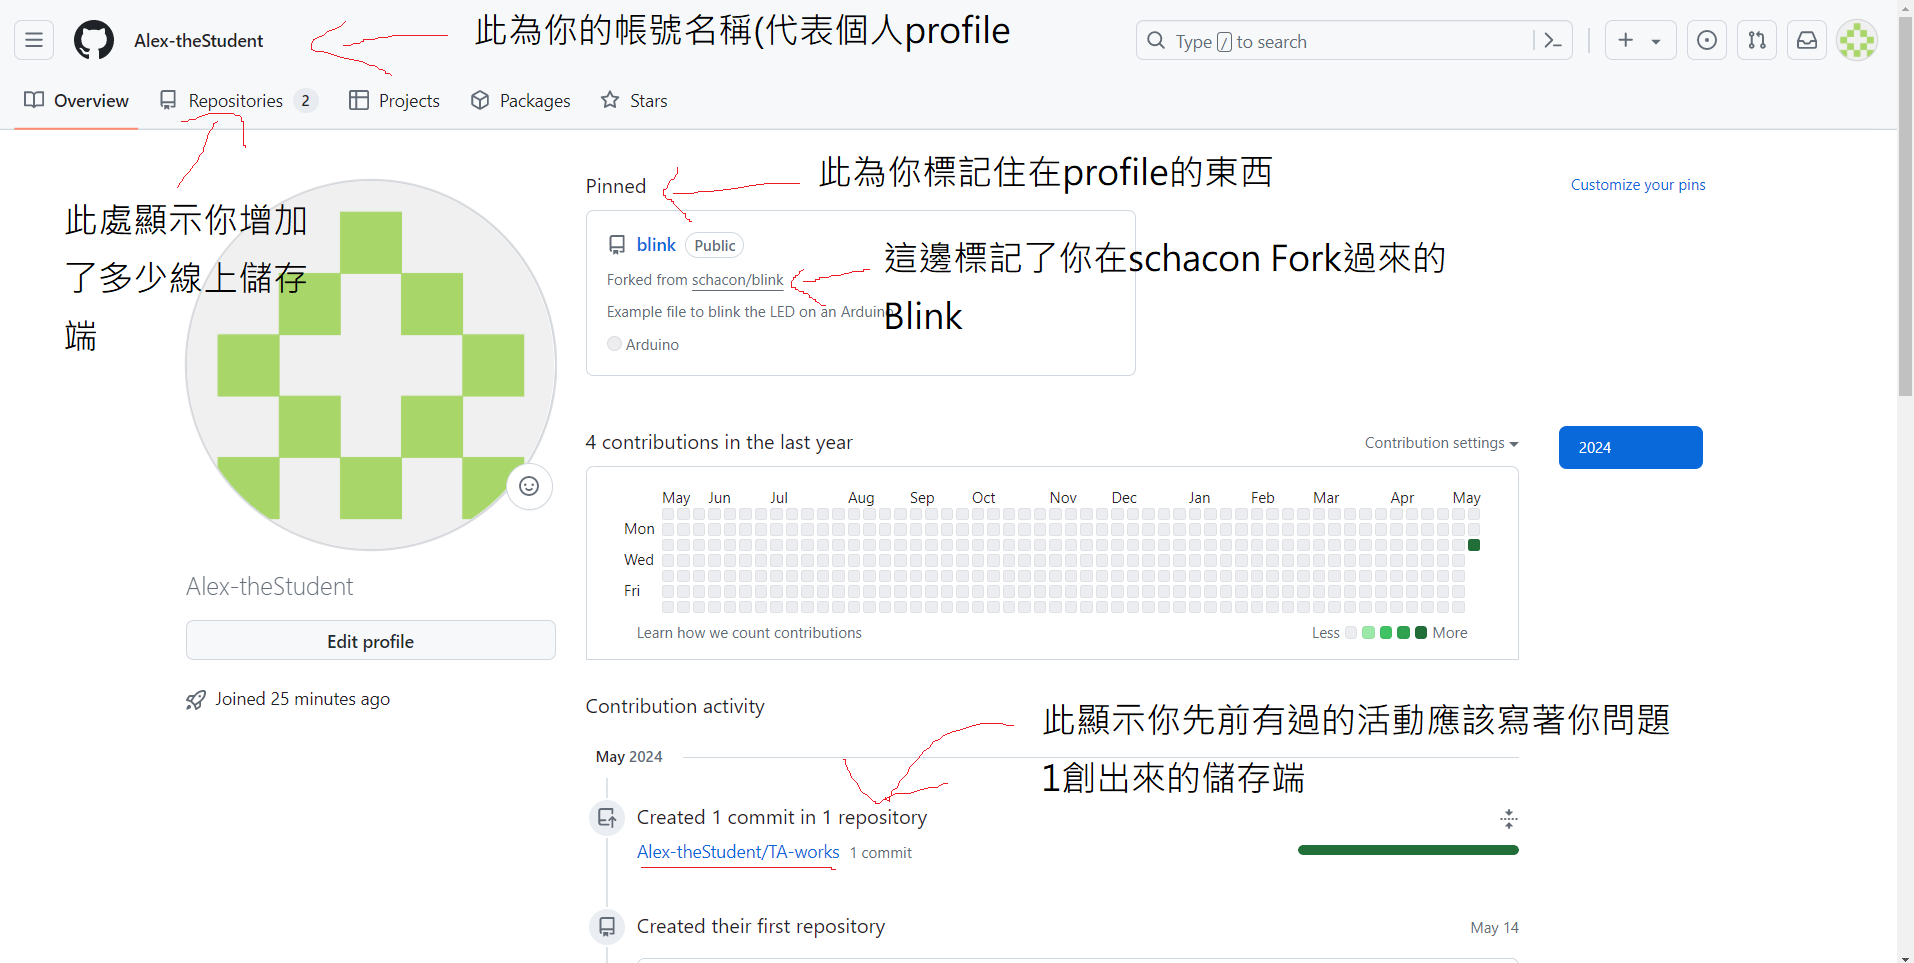 Alex-theStudent
此為你的帳號名稱(代表個人profile
Type / to search
Overview
Repositories 2
Projects
Packages
Stars
此處顯示你增加
了多少線上儲存
端
Pinned
此為你標記住在profile的東西
Customize your pins
blink Public
Forked from schacon/blink
這邊標記了你在schacon Fork過來的
Blink
Example file to blink the LED on an Arduino
Arduino
4 contributions in the last year
Contribution settings
2024
May Jun Jul Aug Sep Oct Nov Dec Jan Feb Mar Apr May
Mon
Wed
Fri
Learn how we count contributions
Less More
Alex-theStudent
Edit profile
Joined 25 minutes ago
Contribution activity
此顯示你先前有過的活動應該寫著你問題
1創出來的儲存端
May 2024
Created 1 commit in 1 repository
Alex-theStudent/TA-works 1 commit
Created their first repository
May 14